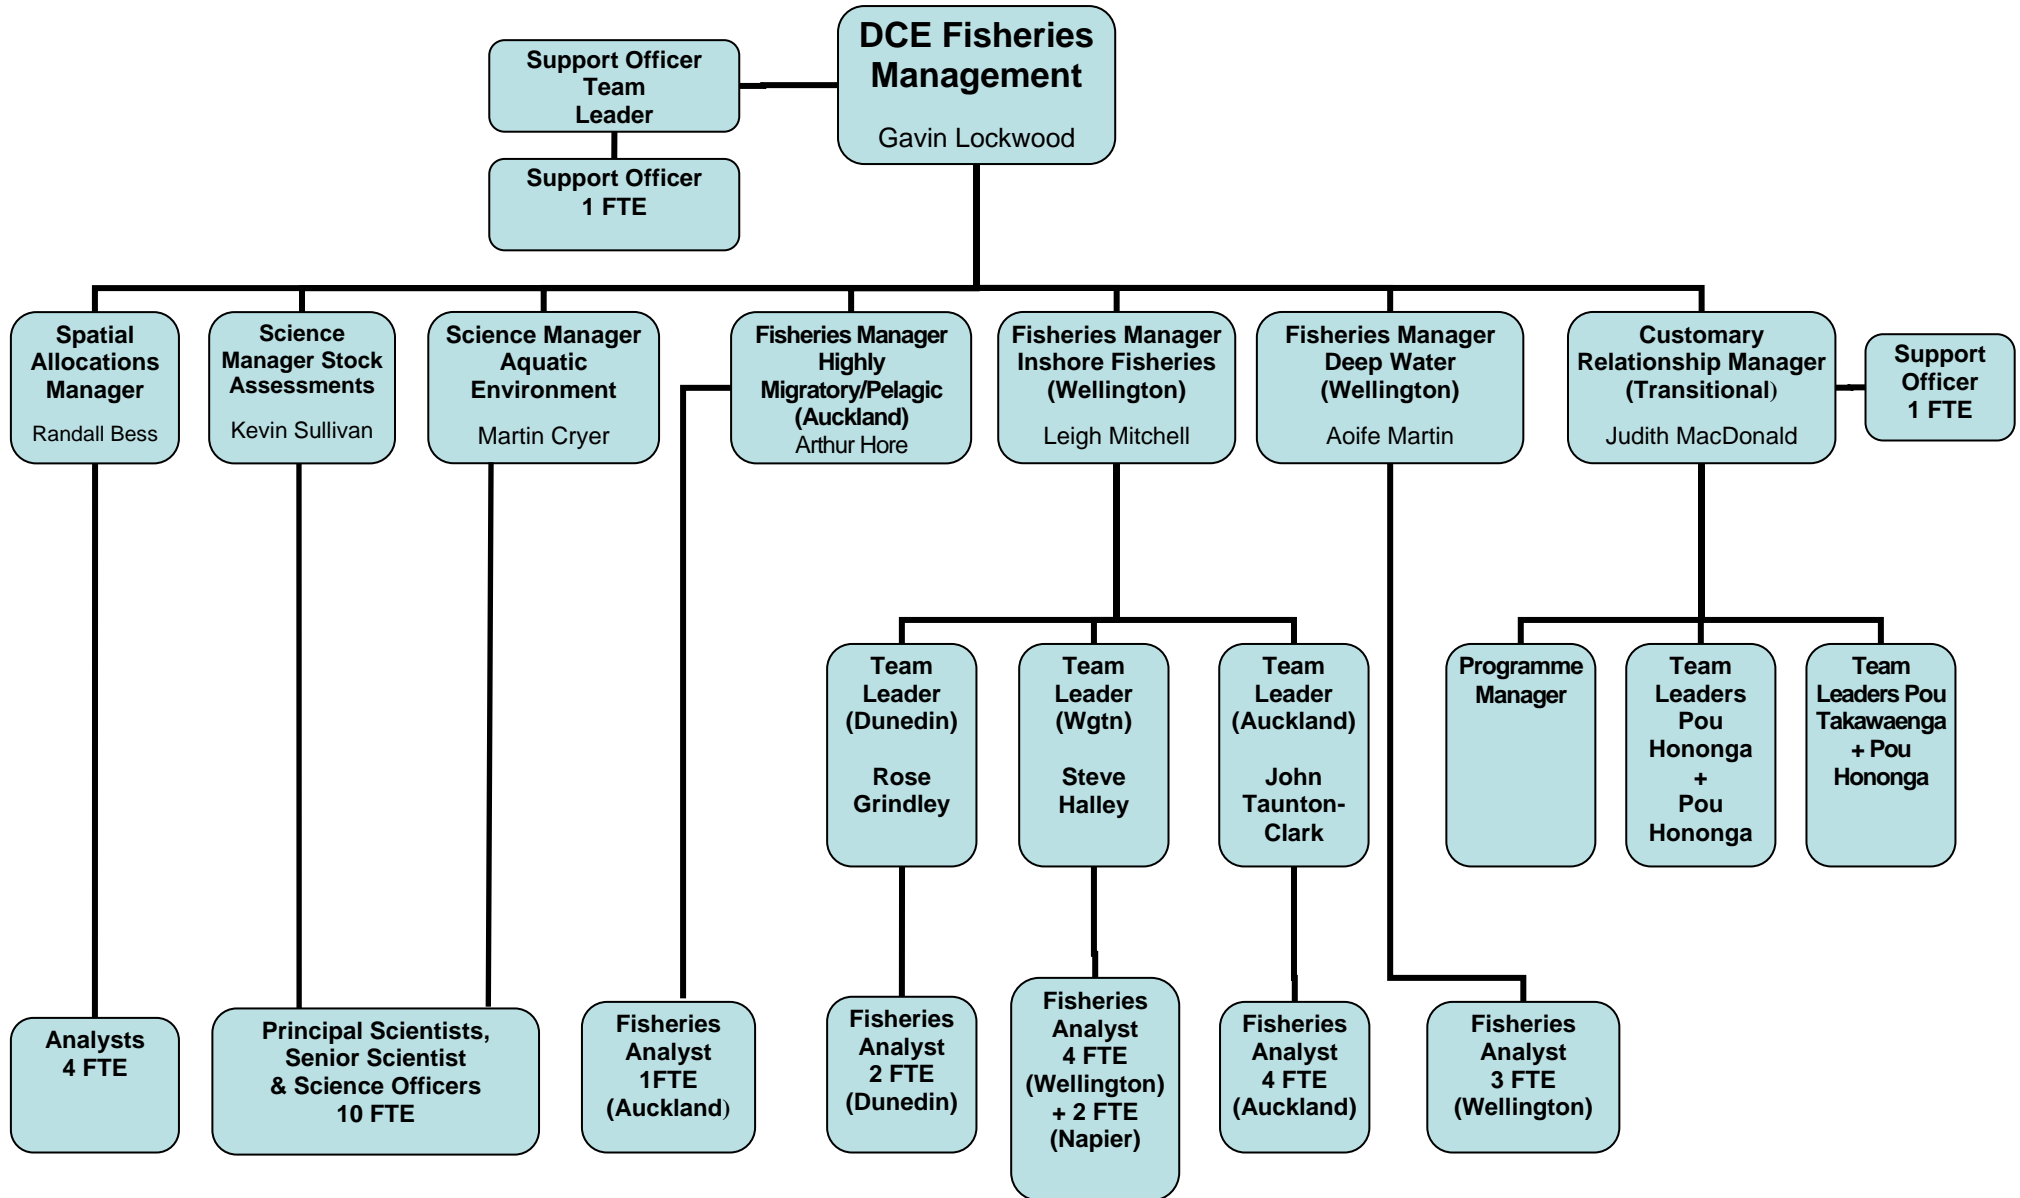 DCE Fisheries
Management
Gavin Lockwood
Support Officer
Team
Leader
Support Officer
1 FTE
Spatial
Allocations
Manager
Randall Bess
Science
Manager Stock
Assessments
Kevin Sullivan
Science Manager
Aquatic
Environment
Martin Cryer
Fisheries Manager
Highly
Migratory/Pelagic
(Auckland)
Arthur Hore
Fisheries Manager
Inshore Fisheries
(Wellington)
Leigh Mitchell
Fisheries Manager
Deep Water
(Wellington)
Aoife Martin
Customary
Relationship Manager
(Transitional)
Judith MacDonald
Support
Officer
1 FTE
Team
Leader
(Dunedin)
Rose
Grindley
Team
Leader
(Wgtn)
Steve
Halley
Team
Leader
(Auckland)
John
Taunton-
Clark
Programme
Manager
Team
Leaders
Pou
Hononga
+
Pou
Hononga
Team
Leaders Pou
Takawaenga
+ Pou
Hononga
Analysts
4 FTE
Principal Scientists,
Senior Scientist
& Science Officers
10 FTE
Fisheries
Analyst
1FTE
(Auckland)
Fisheries
Analyst
2 FTE
(Dunedin)
Fisheries
Analyst
4 FTE
(Wellington)
+ 2 FTE
(Napier)
Fisheries
Analyst
4 FTE
(Auckland)
Fisheries
Analyst
3 FTE
(Wellington)